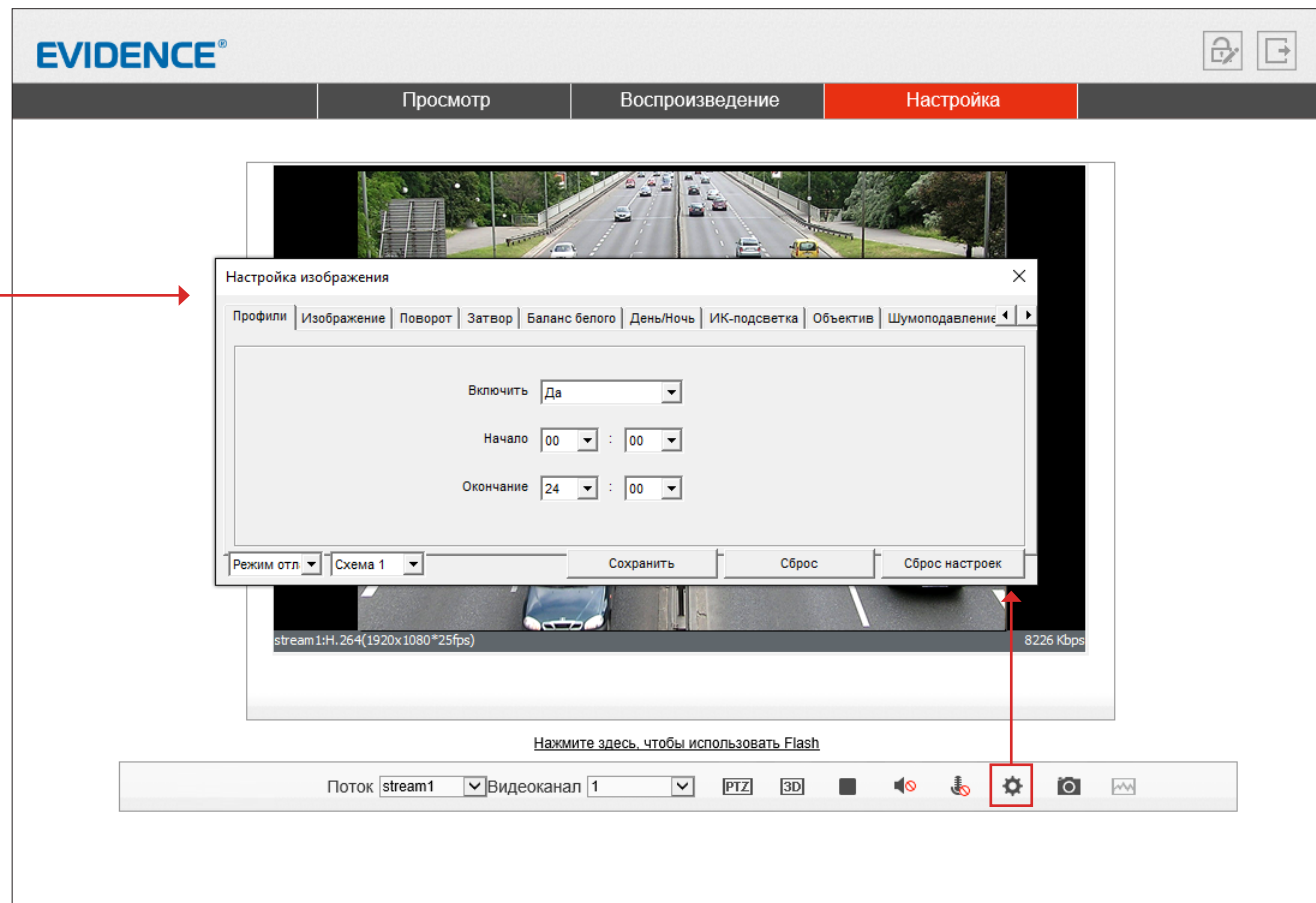 EVIDENCE®
Просмотр Воспроизведение Настройка
Настройка изображения
Профили Изображение Поворот Затвор Баланс белого День/Ночь ИК-подсветка Объектив Шумоподавление
Включить Да
Начало 00 : 00
Окончание 24 : 00
Режим отл Схема 1 Сохранить Сброс Сброс настроек
stream1:H.264(1920x1080*25fps) 8226 Kbps
Нажмите здесь, чтобы использовать Flash
Поток stream1 Видеоканал 1 PTZ 3D